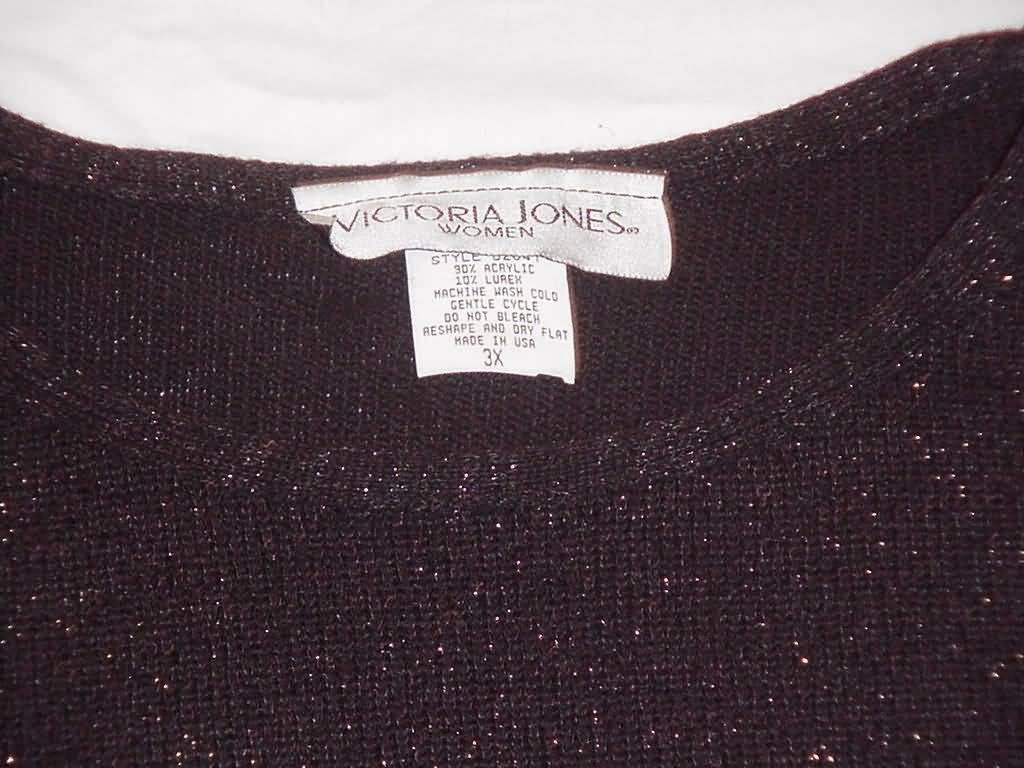 VICTORIA JONES®
WOMEN
STYLE
90% ACRYLIC
10% LUREX
MACHINE WASH COLD
GENTLE CYCLE
DO NOT BLEACH
RESHAPE AND DRY FLAT
MADE IN USA
3X